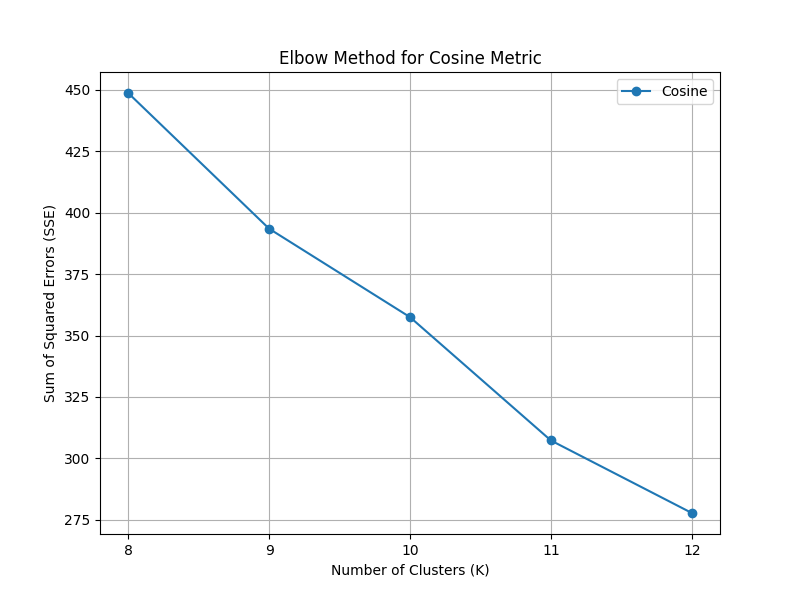 Elbow Method for Cosine Metric
Cosine
450
425
400
375
350
325
300
275
Sum of Squared Errors (SSE)
8 9 10 11 12
Number of Clusters (K)